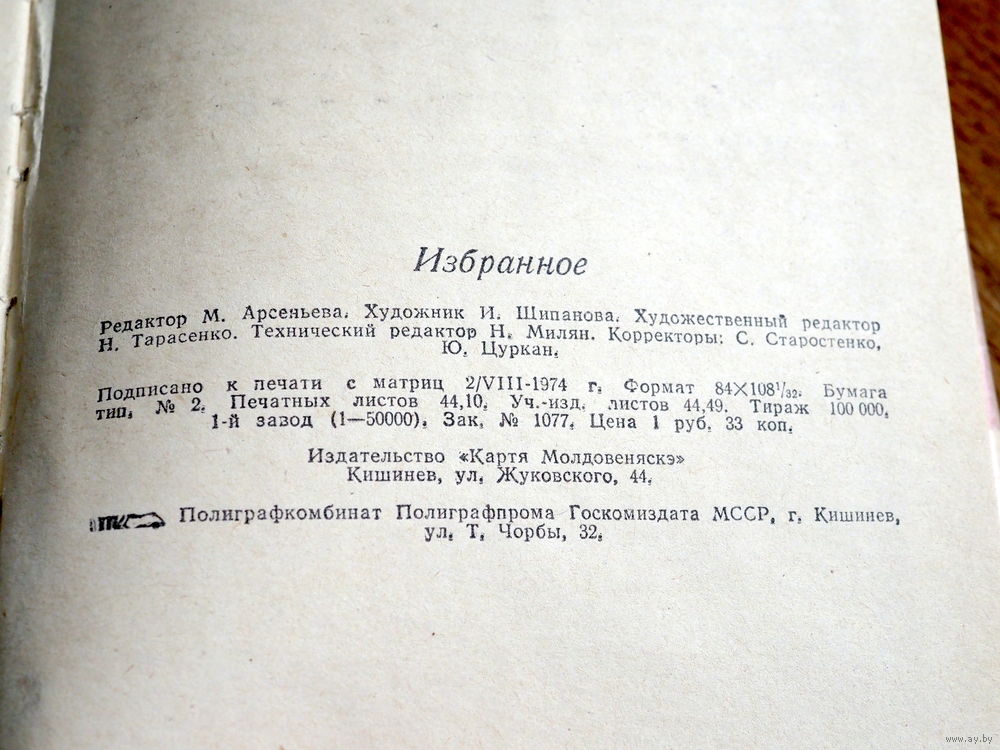 Избранное
Редактор М. Арсеньева. Художник И. Шипанова. Художественный редактор
Н. Тарасенко. Технический редактор Н. Милян. Корректоры: С. Старостенко,
Ю. Цуркан.
Подписано к печати с матриц 2/VIII-1974 г. Формат 84×108¹/₃₂. Бумага
тип. № 2. Печатных листов 44,10. Уч.-изд. листов 44,49. Тираж 100 000.
1-й завод (1—50000). Зак. № 1077. Цена 1 руб. 33 коп.
Издательство «Картя Молдовеняскэ»
Кишинев, ул. Жуковского, 44.
Полиграфкомбинат Полиграфпрома Госкомиздата МССР, г. Кишинев,
ул. Т. Чорбы, 32.
www.ay.by